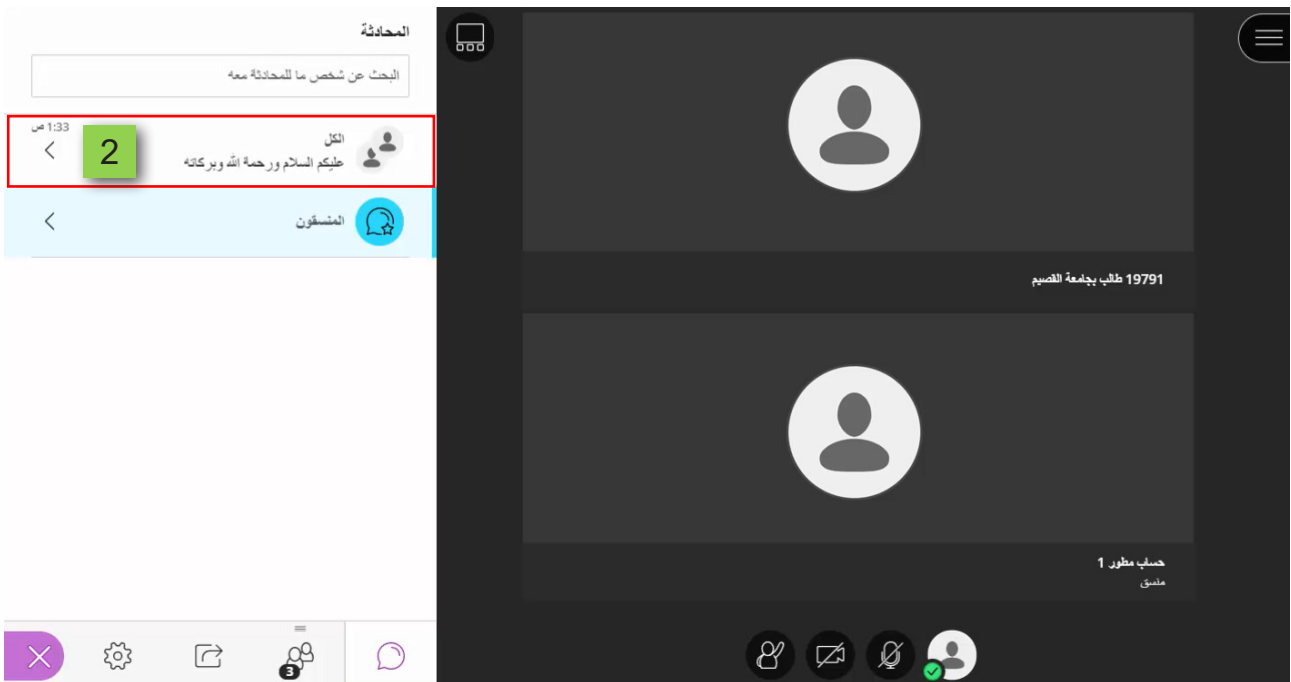 المحادثة
البحث عن شخص ما للمحادثة معه
الكل
1:33 ص
عليكم السلام ورحمة الله وبركاته
2
المنسقون
3
19791 طالب بجامعة القصيم
حساب مطور 1
منسق